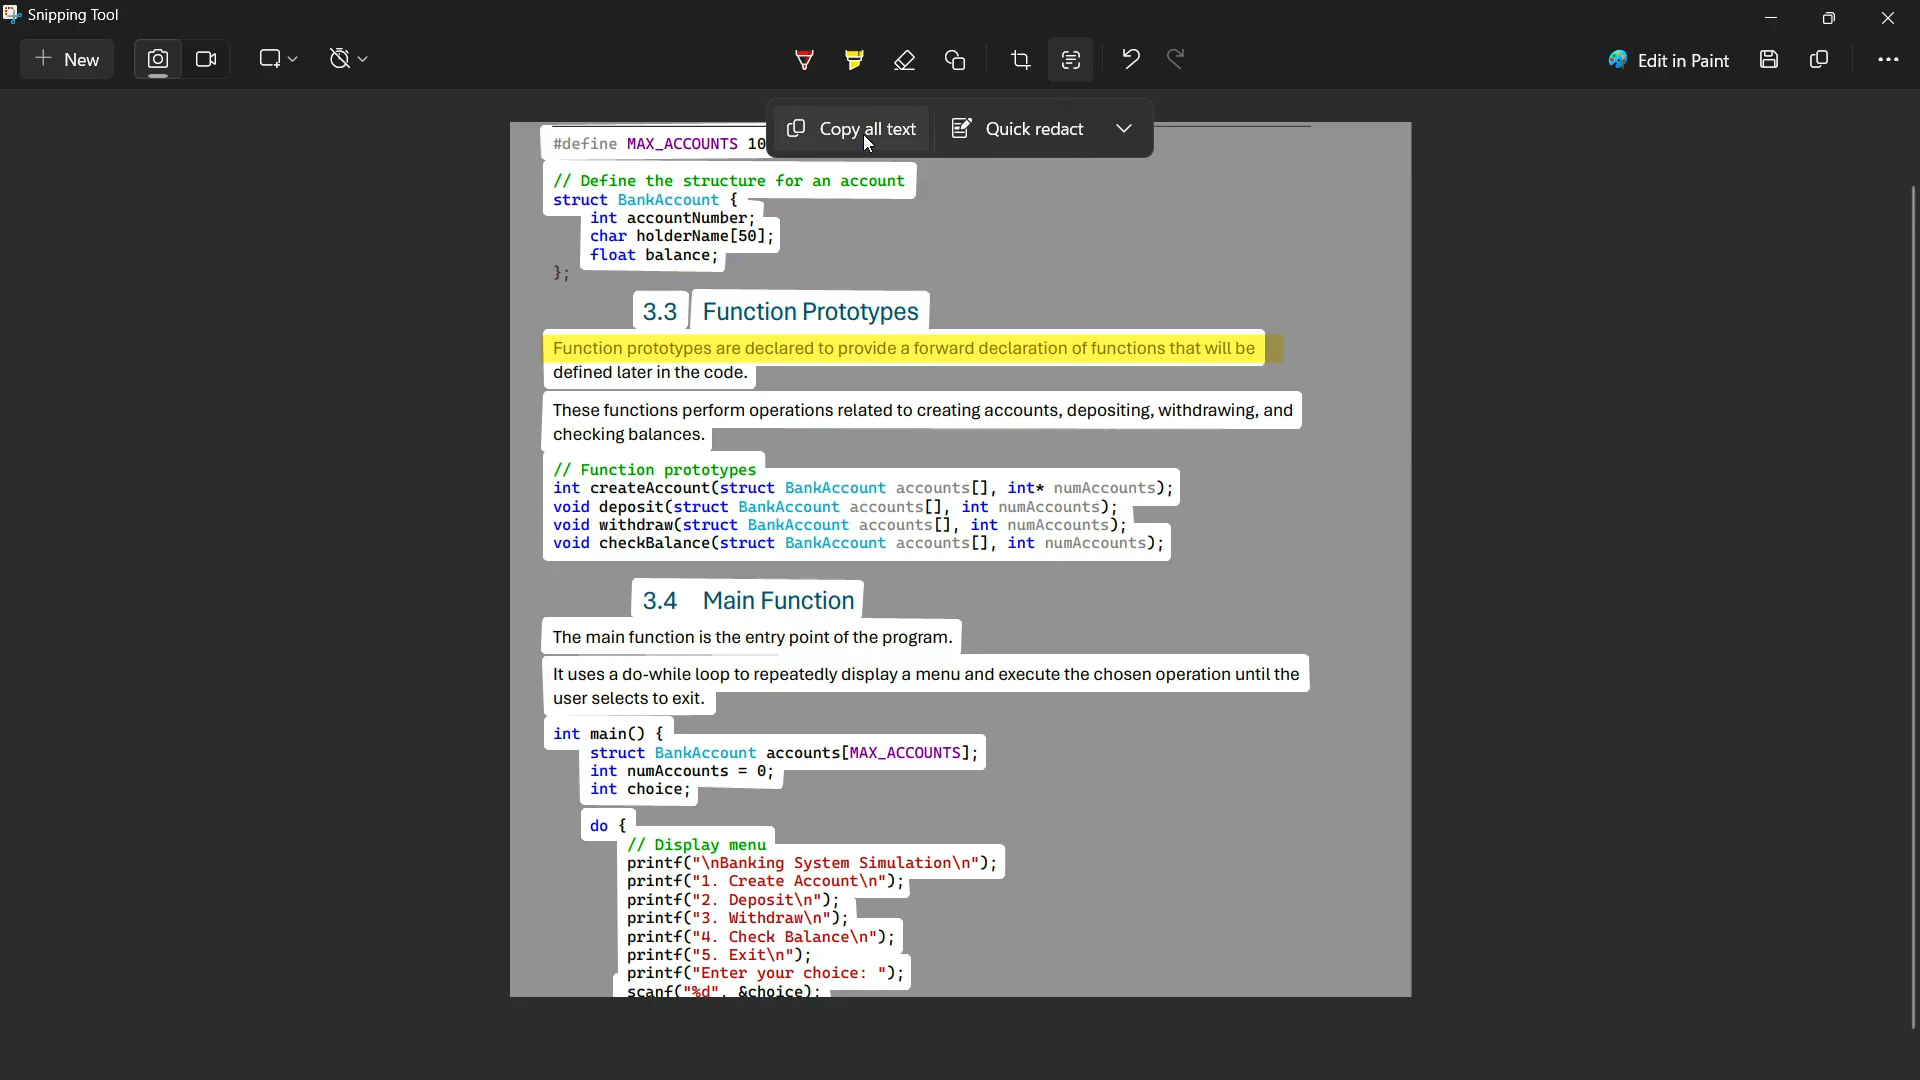 Snipping Tool
New
Edit in Paint
Copy all text
Quick redact
#define MAX_ACCOUNTS 10
// Define the structure for an account
struct BankAccount {
    int accountNumber;
    char holderName[50];
    float balance;
};
3.3 Function Prototypes
Function prototypes are declared to provide a forward declaration of functions that will be
defined later in the code.
These functions perform operations related to creating accounts, depositing, withdrawing, and
checking balances.
// Function prototypes
int createAccount(struct BankAccount accounts[], int* numAccounts);
void deposit(struct BankAccount accounts[], int numAccounts);
void withdraw(struct BankAccount accounts[], int numAccounts);
void checkBalance(struct BankAccount accounts[], int numAccounts);
3.4 Main Function
The main function is the entry point of the program.
It uses a do-while loop to repeatedly display a menu and execute the chosen operation until the
user selects to exit.
int main() {
    struct BankAccount accounts[MAX_ACCOUNTS];
    int numAccounts = 0;
    int choice;
    do {
        // Display menu
        printf("\nBanking System Simulation\n");
        printf("1. Create Account\n");
        printf("2. Deposit\n");
        printf("3. Withdraw\n");
        printf("4. Check Balance\n");
        printf("5. Exit\n");
        printf("Enter your choice: ");
        scanf("%d", &choice);